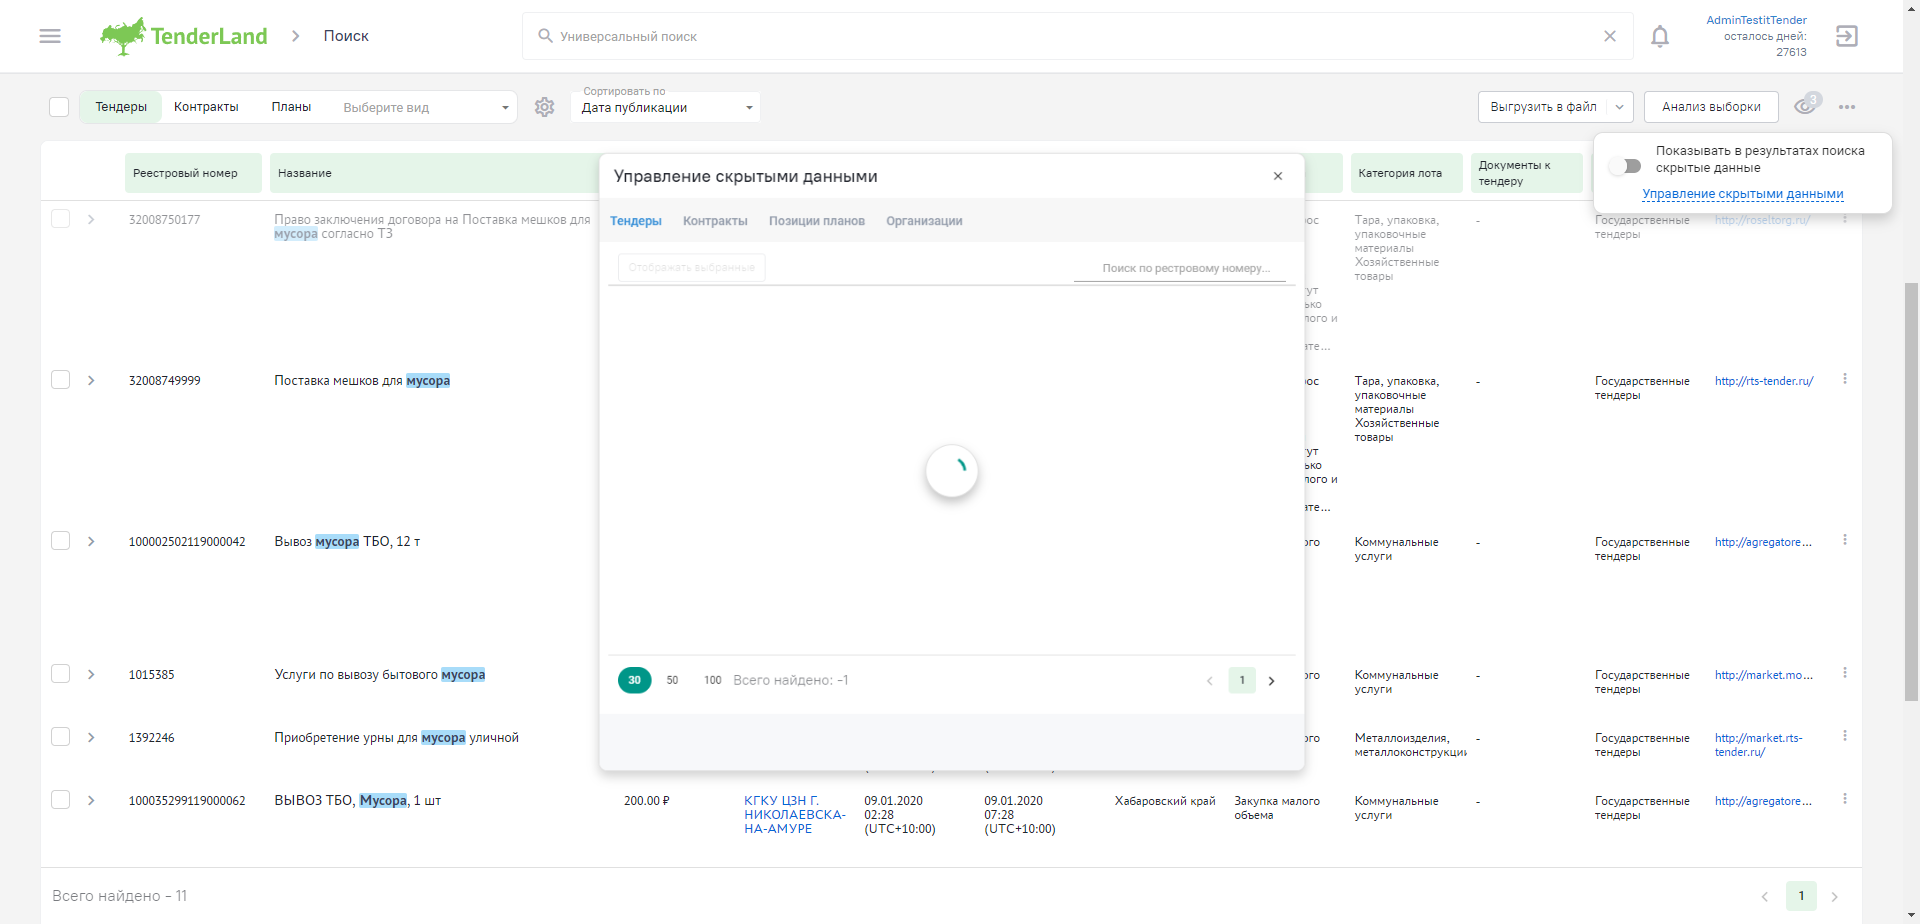 TenderLand
Поиск
Универсальный поиск
AdminTestitTender
осталось дней:
27613
Тендеры
Контракты
Планы
Выберите вид
Сортировать по
Дата публикации
Выгрузить в файл
Анализ выборки
3
Показывать в результатах поиска
скрытые данные
Управление скрытыми данными
Реестровый номер
Название
Категория лота
Документы к
тендеру
Управление скрытыми данными
Тендеры
Контракты
Позиции планов
Организации
Отображать выбранные
Поиск по рестровому номеру...
30
50
100
Всего найдено: -1
1
32008750177
Право заключения договора на Поставка мешков для
мусора согласно ТЗ
Тара, упаковка,
упаковочные
материалы
Хозяйственные
товары
-
Государственные
тендеры
http://roseltorg.ru/
32008749999
Поставка мешков для мусора
Тара, упаковка,
упаковочные
материалы
Хозяйственные
товары
-
Государственные
тендеры
http://rts-tender.ru/
100002502119000042
Вывоз мусора ТБО, 12 т
Коммунальные
услуги
-
Государственные
тендеры
http://agregatore...
1015385
Услуги по вывозу бытового мусора
Коммунальные
услуги
-
Государственные
тендеры
http://market.mo...
1392246
Приобретение урны для мусора уличной
Металлоизделия,
металлоконструкции
-
Государственные
тендеры
http://market.rts-
tender.ru/
100035299119000062
ВЫВОЗ ТБО, Мусора, 1 шт
200.00 ₽
КГКУ ЦЗН Г.
НИКОЛАЕВСКА-
НА-АМУРЕ
09.01.2020
02:28
(UTC+10:00)
09.01.2020
07:28
(UTC+10:00)
Хабаровский край
Закупка малого
объема
Коммунальные
услуги
-
Государственные
тендеры
http://agregatore...
Всего найдено - 11
1